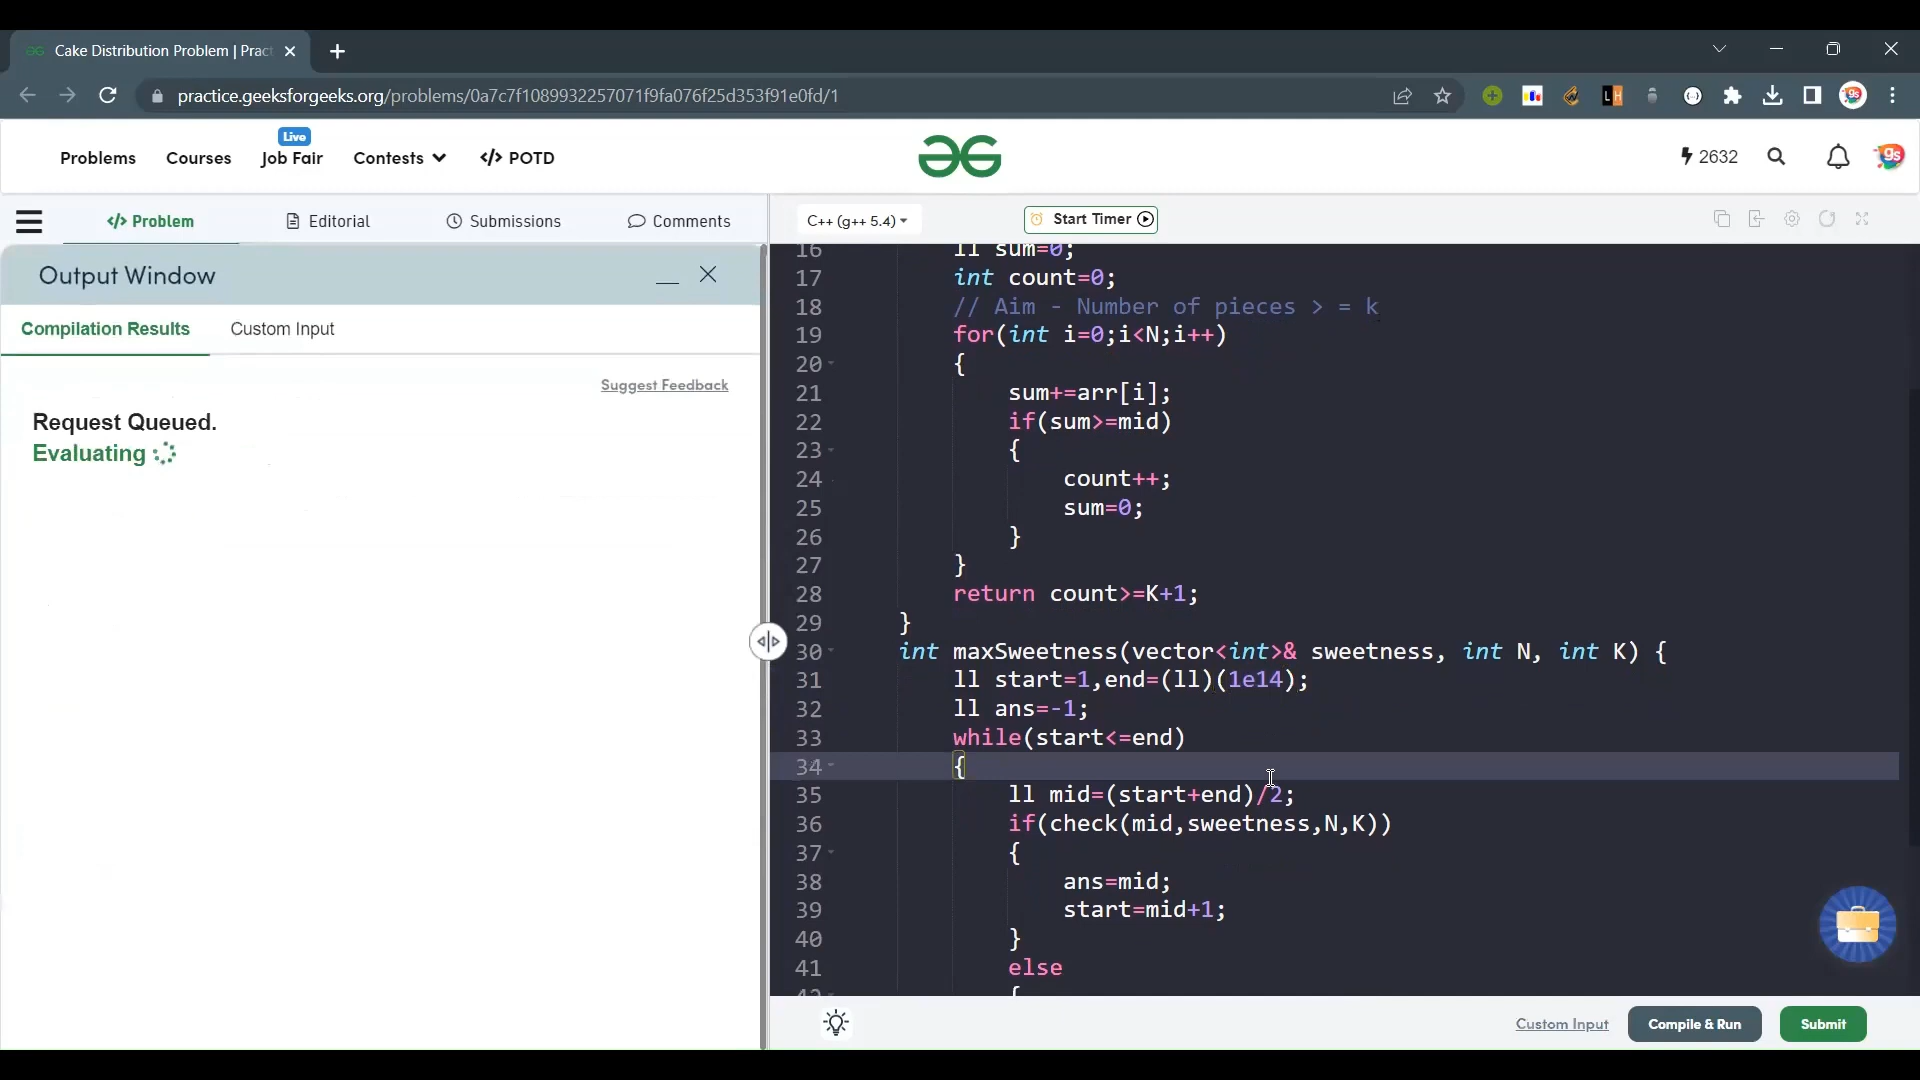 Cake Distribution Problem | Pract
practice.geeksforgeeks.org/problems/0a7c7f1089932257071f9fa076f25d353f91e0fd/1
Problems
Courses
Live
Job Fair
Contests
</> POTD
2632
</> Problem
Editorial
Submissions
Comments
C++ (g++ 5.4)
Start Timer
Output Window
Compilation Results
Custom Input
Suggest Feedback
Request Queued.
Evaluating
16 ll sum=0;
17 int count=0;
18 // Aim - Number of pieces > = k
19 for(int i=0;i<N;i++)
20 {
21 sum+=arr[i];
22 if(sum>=mid)
23 {
24 count++;
25 sum=0;
26 }
27 }
28 return count>=K+1;
29 }
30 int maxSweetness(vector<int>& sweetness, int N, int K) {
31 ll start=1,end=(ll)(1e14);
32 ll ans=-1;
33 while(start<=end)
34 {
35 ll mid=(start+end)/2;
36 if(check(mid,sweetness,N,K))
37 {
38 ans=mid;
39 start=mid+1;
40 }
41 else
42 {
Custom Input
Compile & Run
Submit